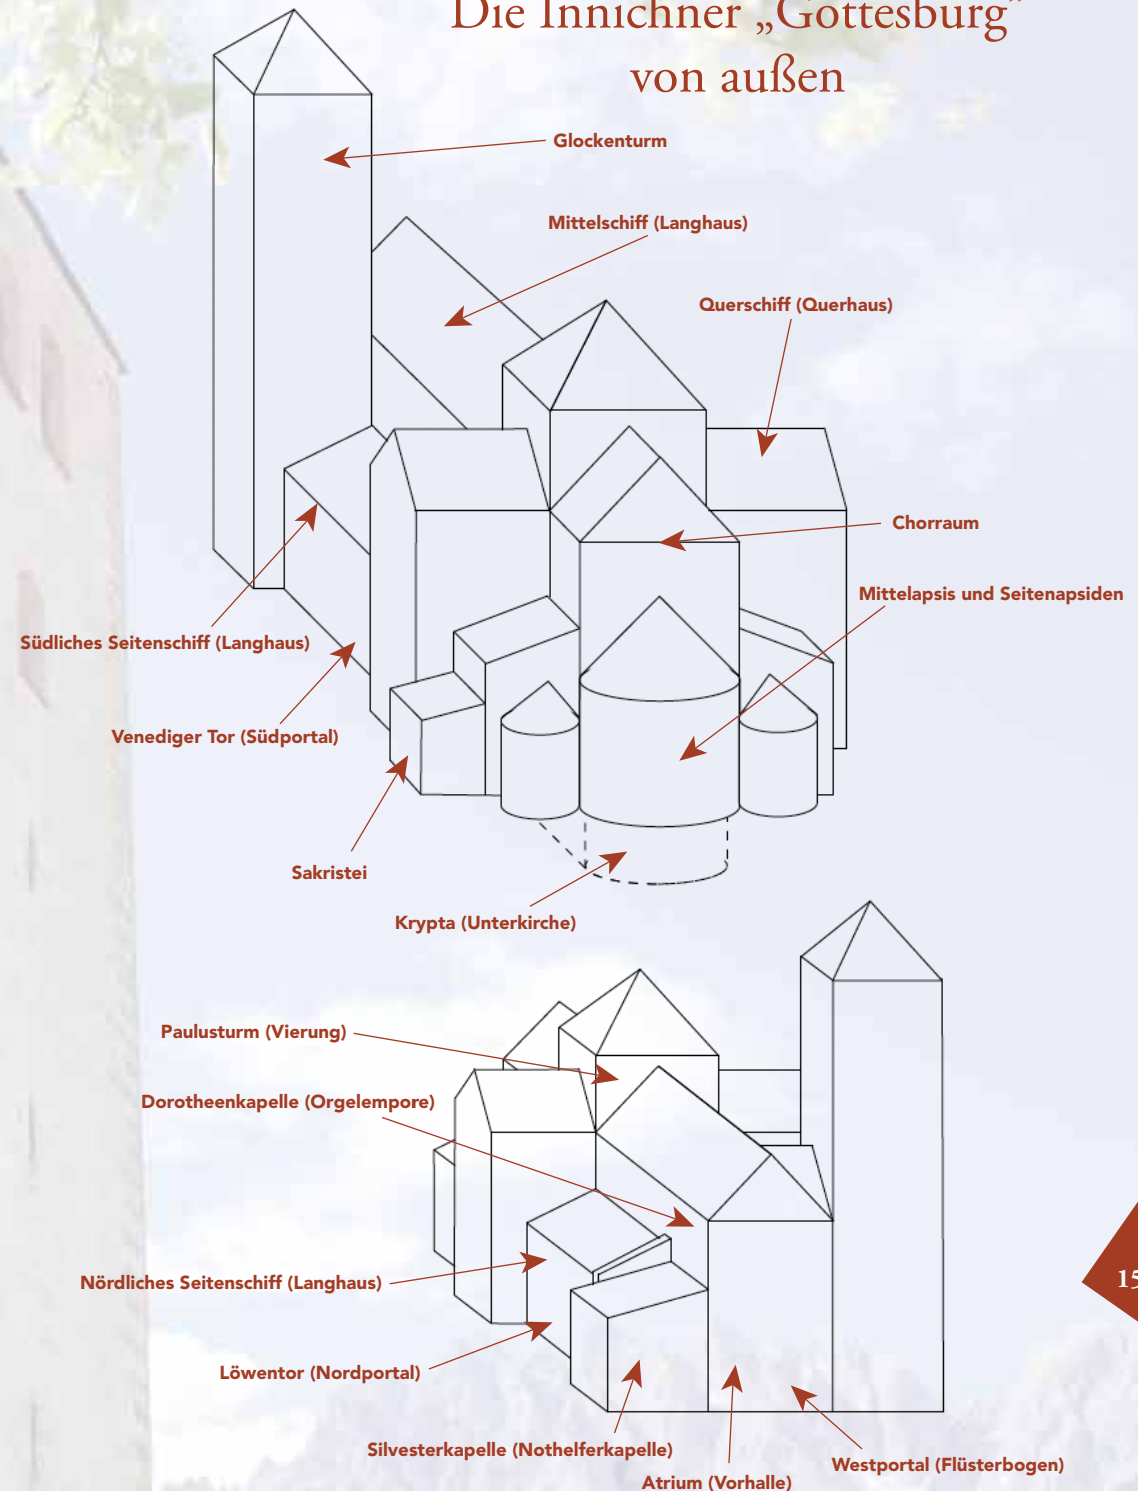 Die Innichner „Gottesburg”
von außen
Glockenturm
Mittelschiff (Langhaus)
Querschiff (Querhaus)
Chorraum
Mittelapsis und Seitenapsiden
Südliches Seitenschiff (Langhaus)
Venediger Tor (Südportal)
Sakristei
Krypta (Unterkirche)
Paulusturm (Vierung)
Dorotheenkapelle (Orgelempore)
Nördliches Seitenschiff (Langhaus)
15
Löwentor (Nordportal)
Silvesterkapelle (Nothelferkapelle)
Westportal (Flüsterbogen)
Atrium (Vorhalle)